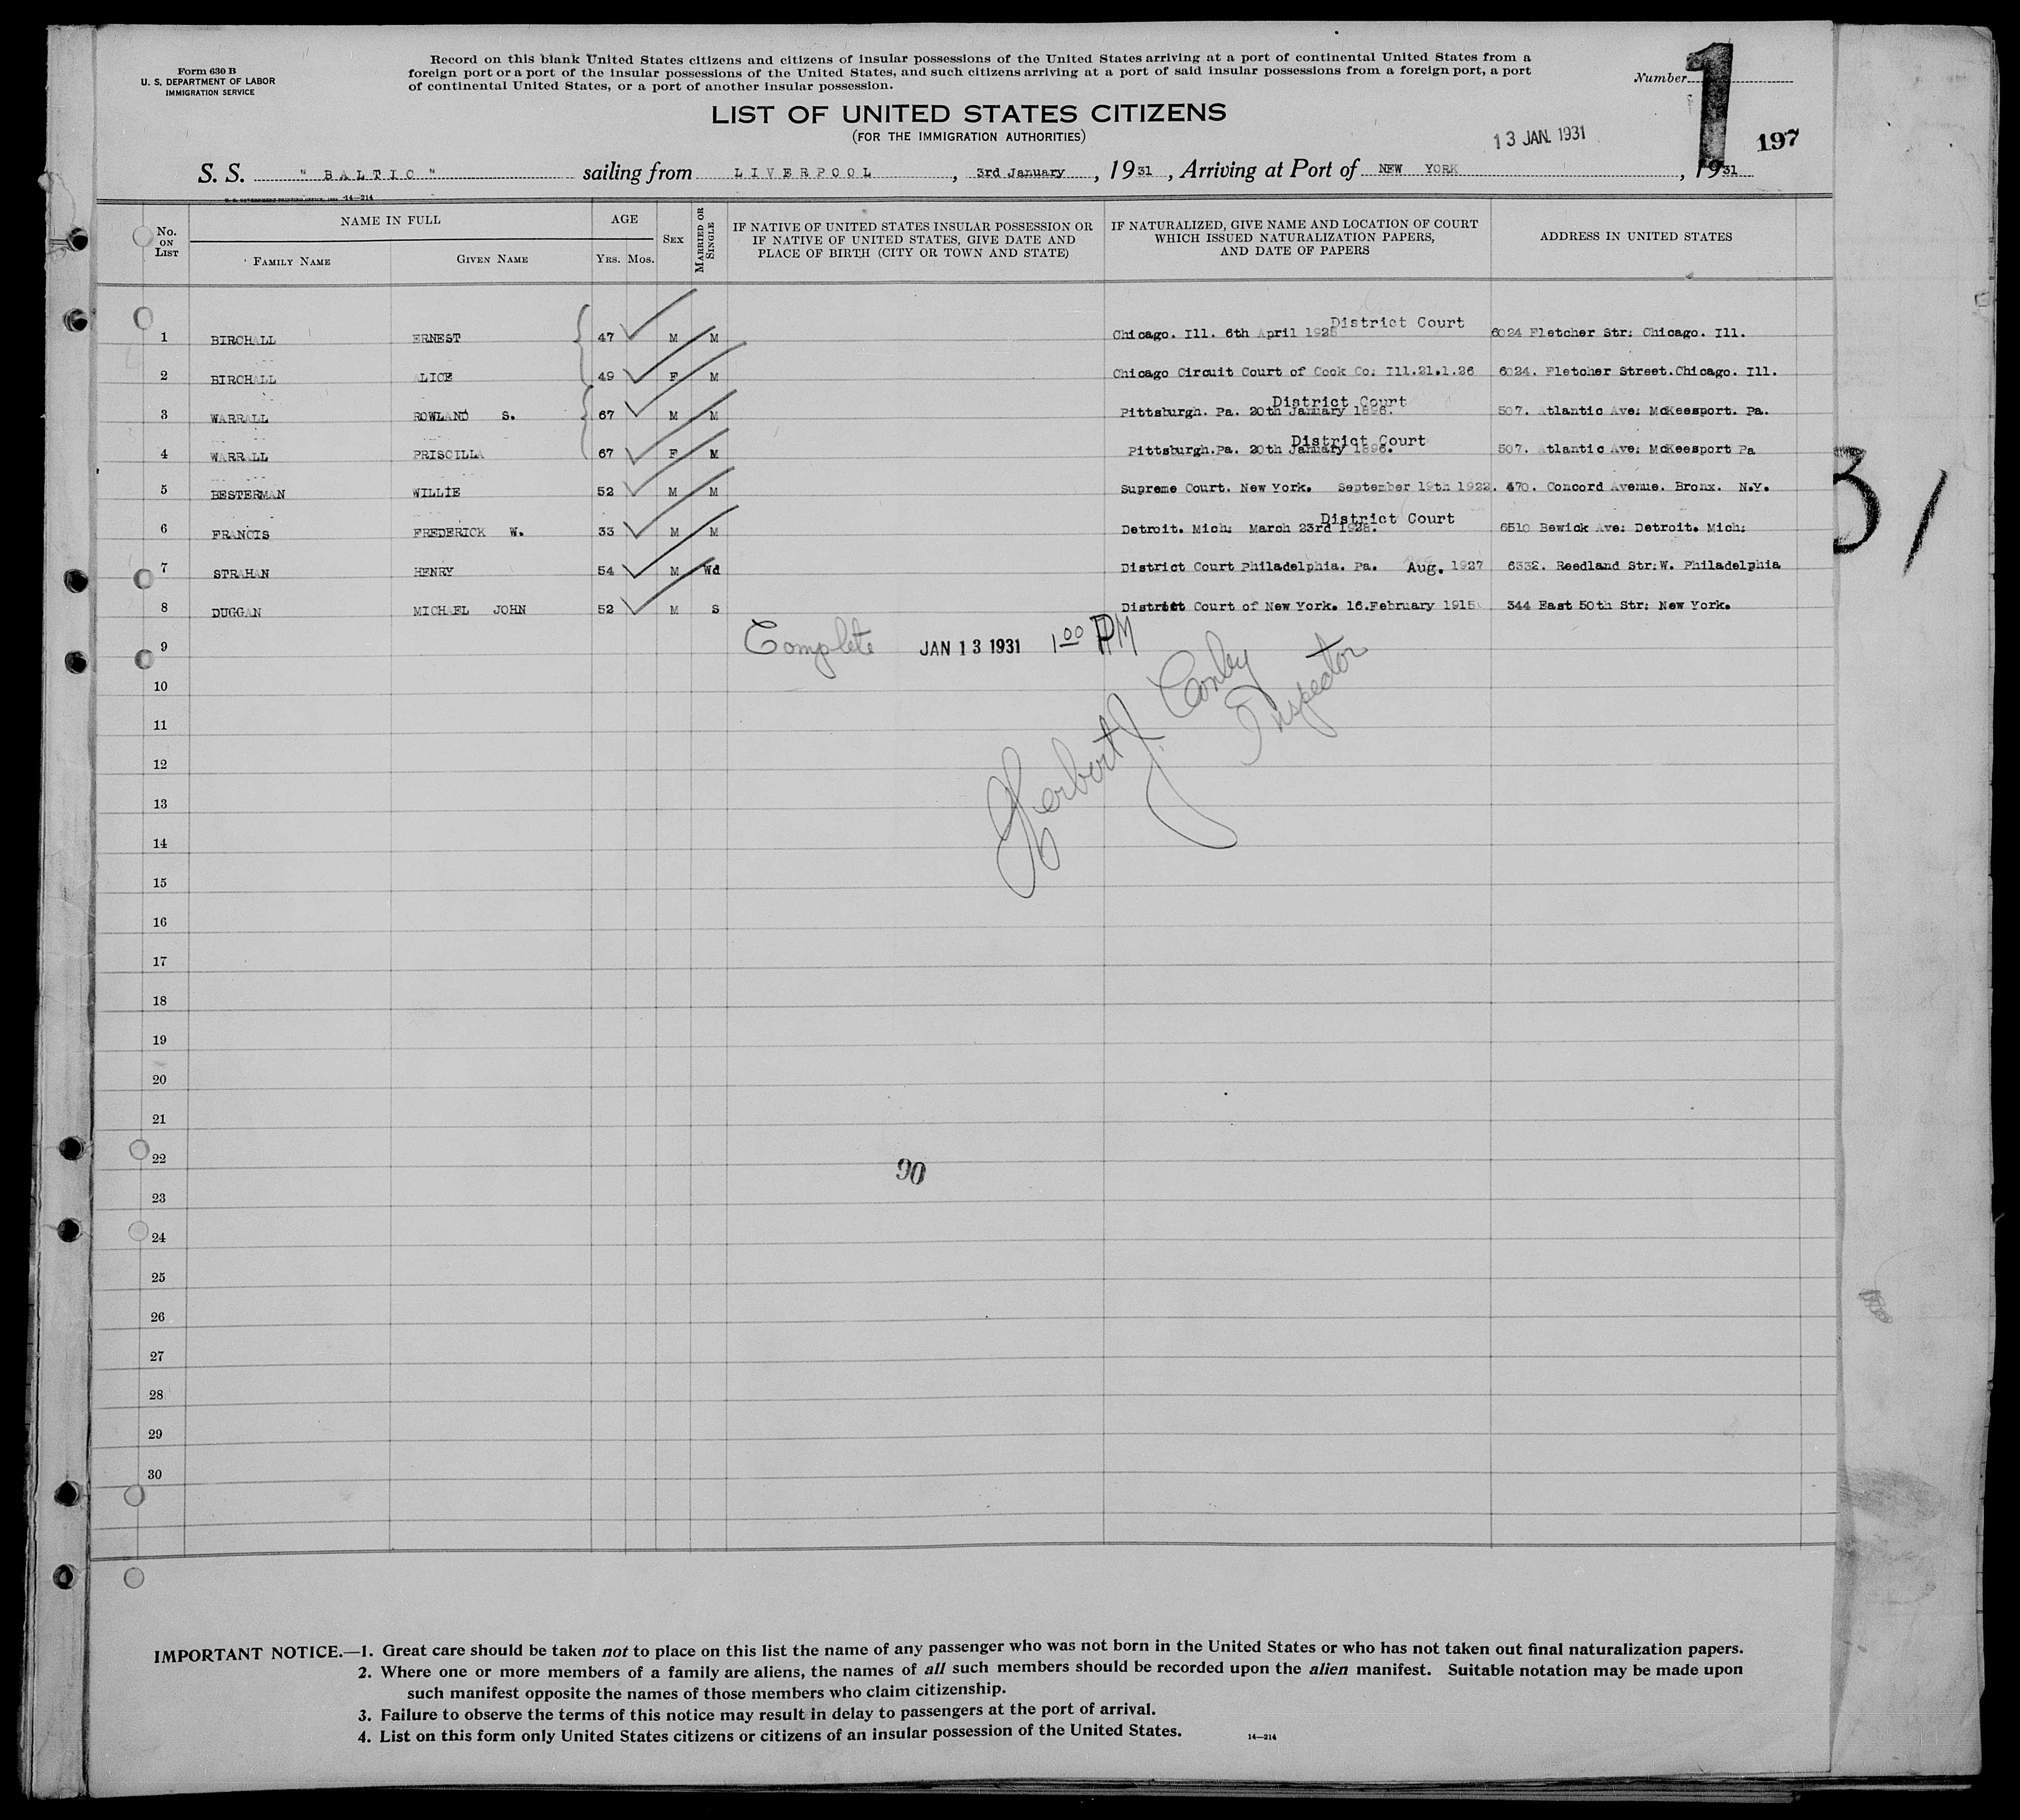 Form 630 B
U. S. DEPARTMENT OF LABOR
IMMIGRATION SERVICE
Record on this blank United States citizens and citizens of insular possessions of the United States arriving at a port of continental United States from a
foreign port or a port of the insular possessions of the United States, and such citizens arriving at a port of said insular possessions from a foreign port, a port
of continental United States, or a port of another insular possession.
Number 1
LIST OF UNITED STATES CITIZENS
(FOR THE IMMIGRATION AUTHORITIES)
13 JAN. 1931
197
S. S. " BALTIC " sailing from LIVERPOOL, 3rd January, 1931, Arriving at Port of NEW YORK, 1931
14—214
No. ON LIST
NAME IN FULL
FAMILY NAME
GIVEN NAME
AGE
YRS. MOS.
SEX
MARRIED OR SINGLE
IF NATIVE OF UNITED STATES INSULAR POSSESSION OR
IF NATIVE OF UNITED STATES, GIVE DATE AND
PLACE OF BIRTH (CITY OR TOWN AND STATE)
IF NATURALIZED, GIVE NAME AND LOCATION OF COURT
WHICH ISSUED NATURALIZATION PAPERS,
AND DATE OF PAPERS
ADDRESS IN UNITED STATES
District Court
1 BIRCHALL ERNEST 47 M M Chicago. Ill. 6th April 1928 6024 Fletcher Str: Chicago. Ill.
2 BIRCHALL ALICE 49 F M Chicago Circuit Court of Cook Co: Ill.21.1.26 6024. Fletcher Street.Chicago. Ill.
District Court
3 WARRALL ROWLAND S. 67 M M Pittsburgh. Pa. 20th January 1896. 507. Atlantic Ave: McKeesport. Pa.
District Court
4 WARRALL PRISCILLA 67 F M Pittsburgh.Pa. 20th January 1896. 507. Atlantic Ave: McKeesport Pa
5 BESTERMAN WILLIE 52 M M Supreme Court. New York. September 19th 1922. 470. Concord Avenue. Bronx. N.Y.
District Court
6 FRANCIS FREDERICK W. 33 M M Detroit. Mich: March 23rd 1928. 6510 Bewick Ave: Detroit. Mich:
7 STRAHAN HENRY 54 M Wd District Court Philadelphia. Pa. Aug. 1927 6332. Reedland Str:W. Philadelphia
8 DUGGAN MICHAEL JOHN 52 M S District Court of New York. 16.February 1915 344 East 50th Str: New York.
9 Complete JAN 13 1931 1 00 PM
10
11
12
Herbert J. Conley
Inspector
13
14
15
16
17
18
19
20
21
22
90
23
24
25
26
27
28
29
30
31
IMPORTANT NOTICE.—1. Great care should be taken not to place on this list the name of any passenger who was not born in the United States or who has not taken out final naturalization papers.
2. Where one or more members of a family are aliens, the names of all such members should be recorded upon the alien manifest. Suitable notation may be made upon
such manifest opposite the names of those members who claim citizenship.
3. Failure to observe the terms of this notice may result in delay to passengers at the port of arrival.
4. List on this form only United States citizens or citizens of an insular possession of the United States.
14—214